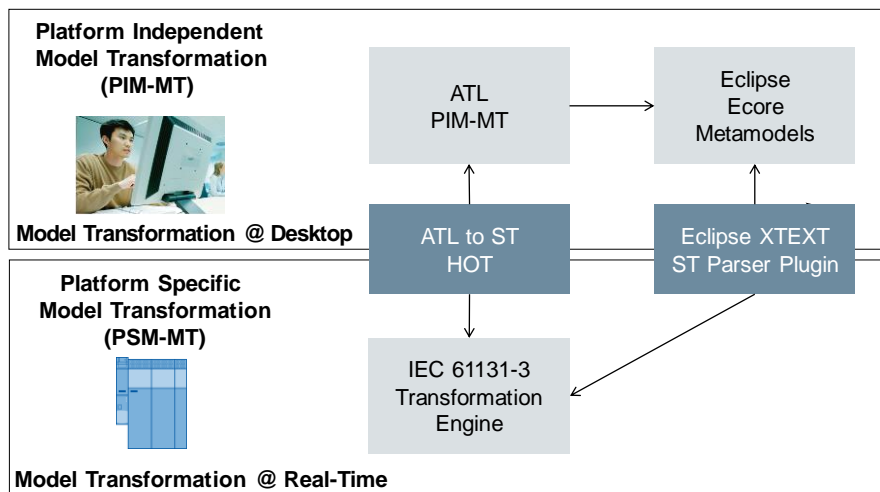 Platform Independent
Model Transformation
(PIM-MT)
Model Transformation @ Desktop
ATL
PIM-MT
Eclipse
Ecore
Metamodels
ATL to ST
HOT
Eclipse XTEXT
ST Parser Plugin
Platform Specific
Model Transformation
(PSM-MT)
Model Transformation @ Real-Time
IEC 61131-3
Transformation
Engine